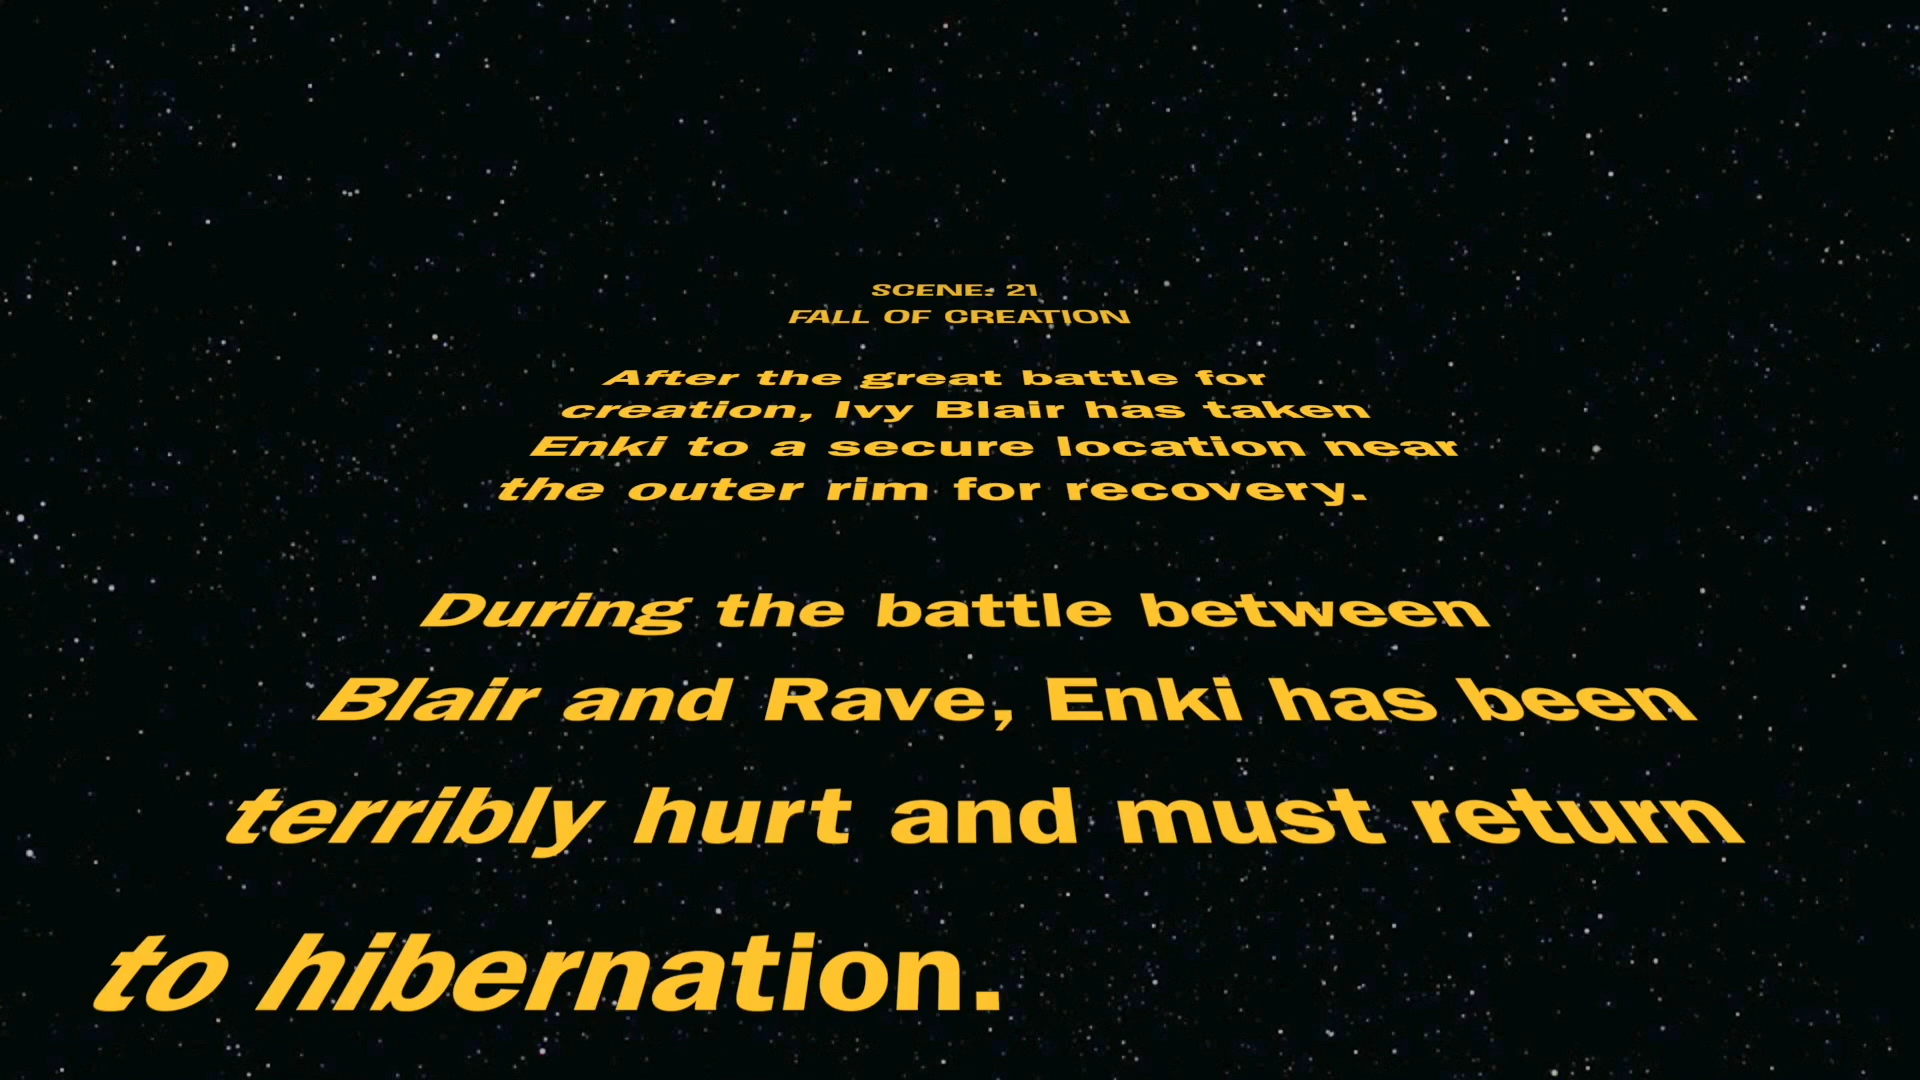 SCENE: 21
FALL OF CREATION
After the great battle for
creation, Ivy Blair has taken
Enki to a secure location near
the outer rim for recovery.
During the battle between
Blair and Rave, Enki has been
terribly hurt and must return
to hibernation.